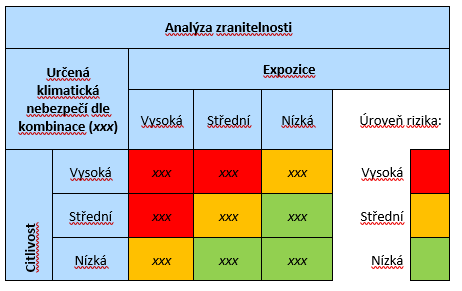 Analýza zranitelnosti
Určená
klimatická
nebezpečí dle
kombinace (xxx)
Expozice
Vysoká Střední Nízká Úroveň rizika:
Citlivost
Vysoká xxx xxx xxx Vysoká
Střední xxx xxx xxx Střední
Nízká xxx xxx xxx Nízká